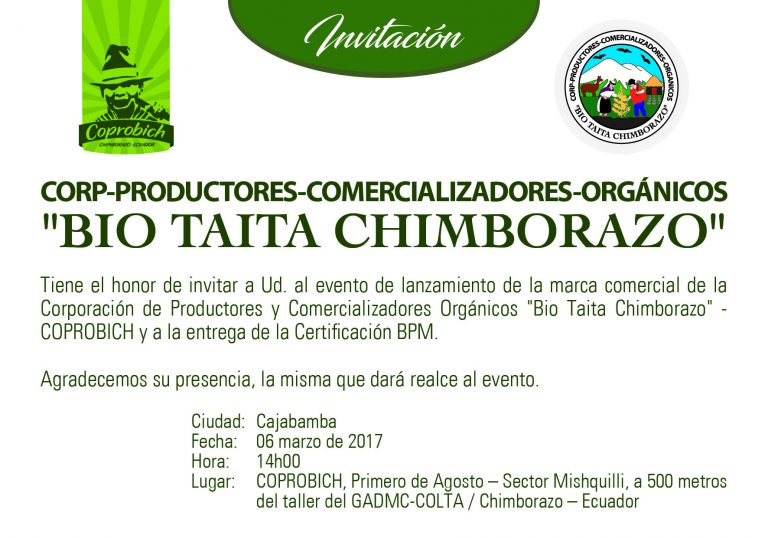 Invitación
Coprobich
CHIMBORAZO ECUADOR
CORP-PRODUCTORES-COMERCIALIZADORES-ORGÁNICOS
"BIO TAITA CHIMBORAZO"
CORP-PRODUCTORES-COMERCIALIZADORES-ORGÁNICOS
"BIO TAITA CHIMBORAZO"
Tiene el honor de invitar a Ud. al evento de lanzamiento de la marca comercial de la
Corporación de Productores y Comercializadores Orgánicos "Bio Taita Chimborazo" -
COPROBICH y a la entrega de la Certificación BPM.
Agradecemos su presencia, la misma que dará realce al evento.
Ciudad: Cajabamba
Fecha: 06 marzo de 2017
Hora: 14h00
Lugar: COPROBICH, Primero de Agosto – Sector Mishquilli, a 500 metros
del taller del GADMC-COLTA / Chimborazo – Ecuador